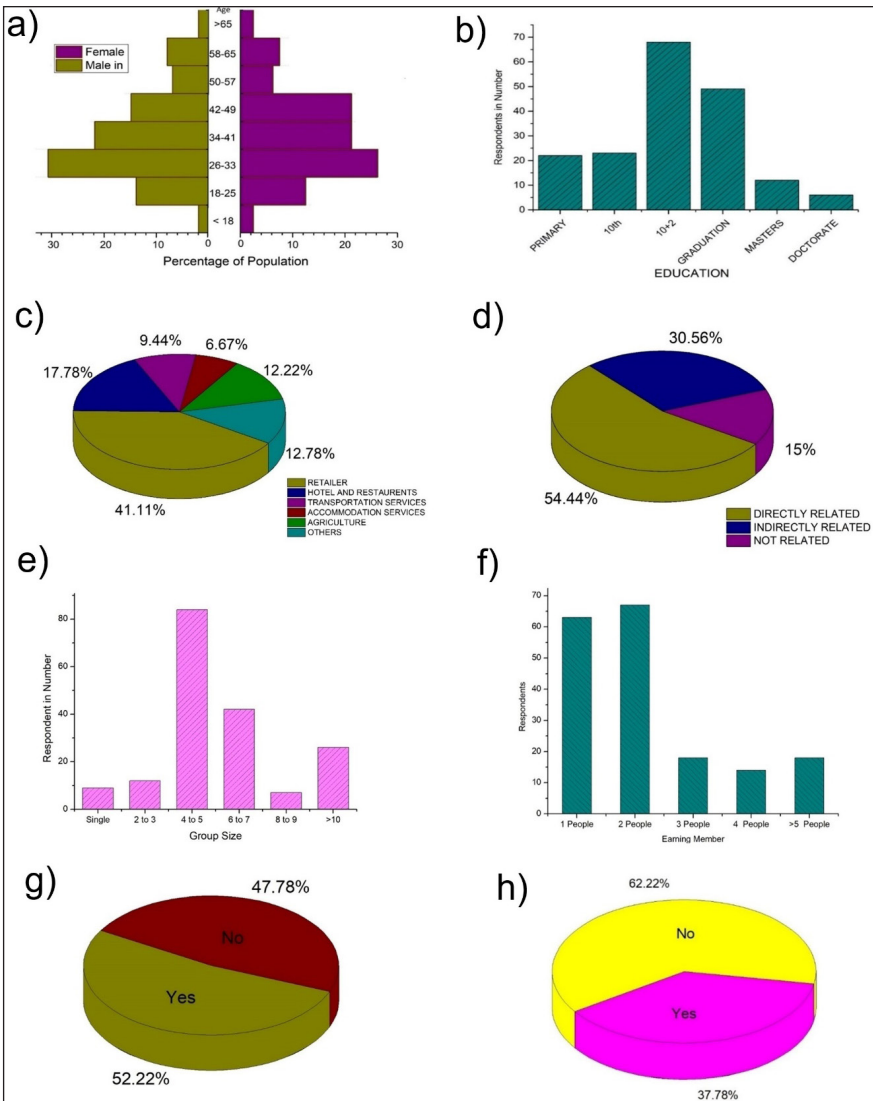 a)
Age
>65
58-65
50-57
42-49
34-41
26-33
18-25
< 18
Female
Male in
30 20 10 0 0 10 20 30
Percentage of Population
b)
Respondents in Number
70
60
50
40
30
20
10
0
PRIMARY 10th 10+2 GRADUATION MASTERS DOCTORATE
EDUCATION
c)
9.44% 6.67%
17.78% 12.22%
12.78%
41.11%
RETAILER
HOTEL AND RESTAURENTS
TRANSPORTATION SERVICES
ACCOMMODATION SERVICES
AGRICULTURE
OTHERS
d)
30.56%
15%
54.44%
DIRECTLY RELATED
INDIRECTLY RELATED
NOT RELATED
e)
Respondent in Number
80
60
40
20
0
Single 2 to 3 4 to 5 6 to 7 8 to 9 >10
Group Size
f)
Respondents
70
60
50
40
30
20
10
0
1 People 2 People 3 People 4 People >5 People
Earning Member
g)
47.78%
No
Yes
52.22%
h)
62.22%
No
Yes
37.78%